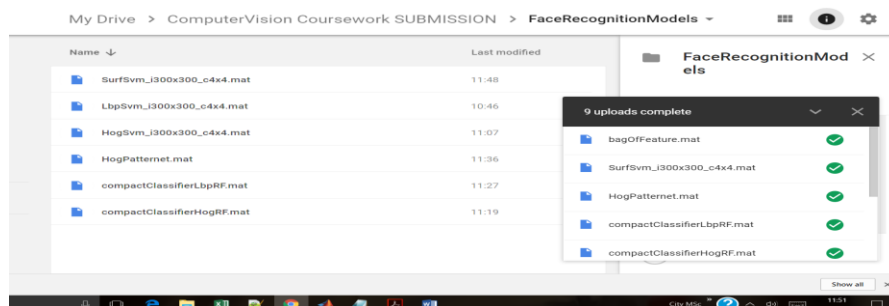 My Drive > ComputerVision Coursework SUBMISSION > FaceRecognitionModels
Name Last modified
SurfSvm_i300x300_c4x4.mat 11:48
LbpSvm_i300x300_c4x4.mat 10:46
HogSvm_i300x300_c4x4.mat 11:07
HogPatternet.mat 11:36
compactClassifierLbpRF.mat 11:27
compactClassifierHogRF.mat 11:19
FaceRecognitionMod
els
9 uploads complete
bagOfFeature.mat
SurfSvm_i300x300_c4x4.mat
HogPatternet.mat
compactClassifierLbpRF.mat
compactClassifierHogRF.mat
Show all
City MSc 11:51